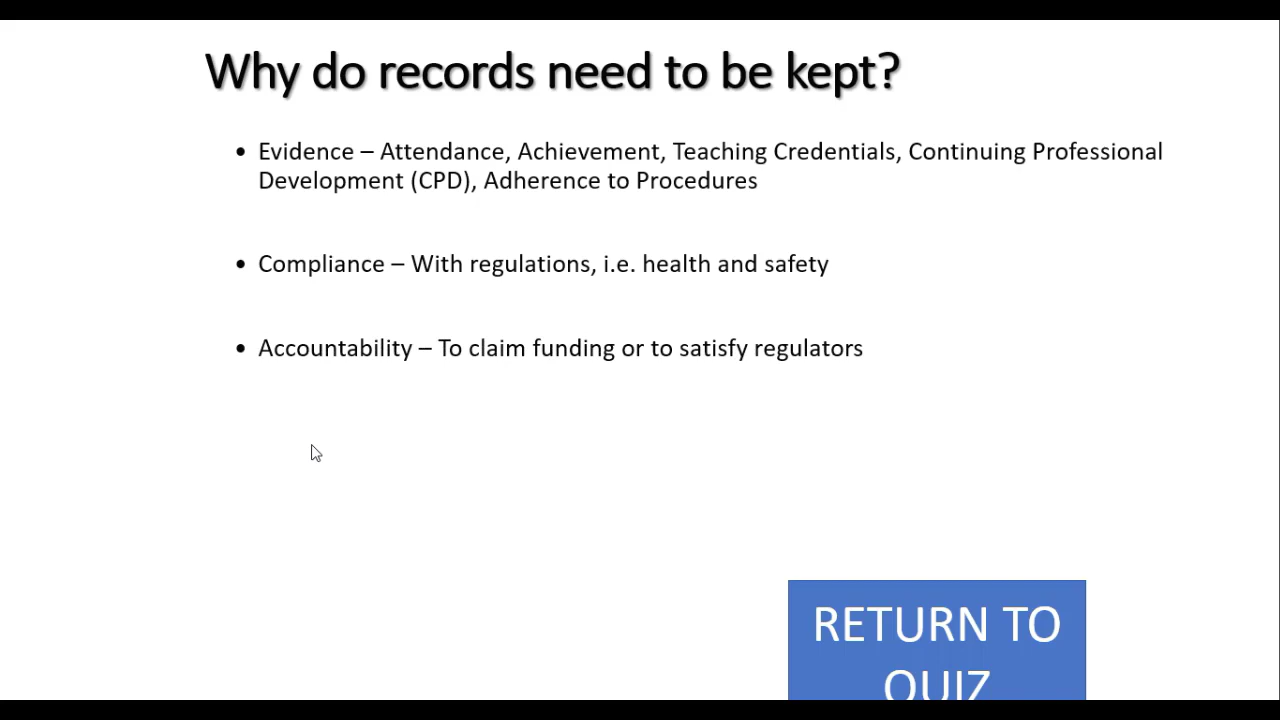 Why do records need to be kept?
• Evidence – Attendance, Achievement, Teaching Credentials, Continuing Professional
Development (CPD), Adherence to Procedures
• Compliance – With regulations, i.e. health and safety
• Accountability – To claim funding or to satisfy regulators
RETURN TO
QUIZ